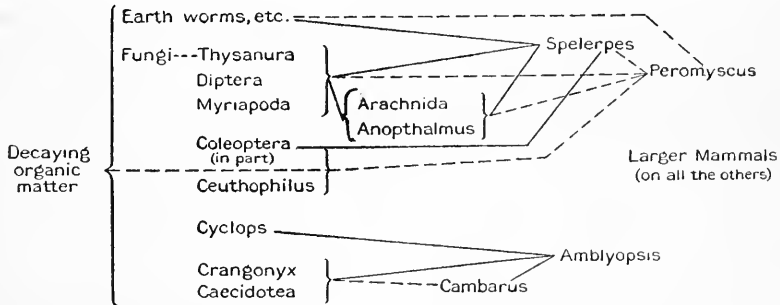 Earth worms, etc.
Fungi---Thysanura
Spelerpes
Peromyscus
Diptera
Myriapoda
Arachnida
Anopthalmus
Coleoptera
(in part)
Decaying
organic
matter
Ceuthophilus
Larger Mammals
(on all the others)
Cyclops
Amblyopsis
Crangonyx
Caecidotea
Cambarus